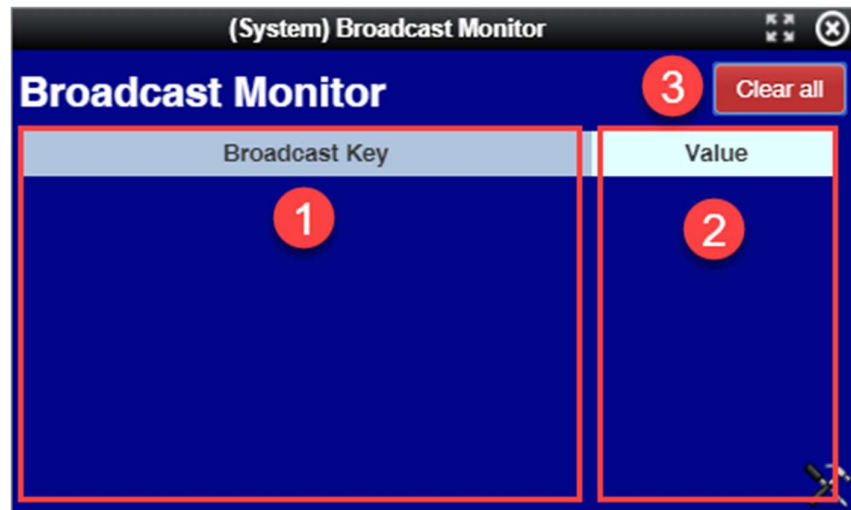 (System) Broadcast Monitor
Broadcast Monitor
3
Clear all
Broadcast Key
Value
1
2